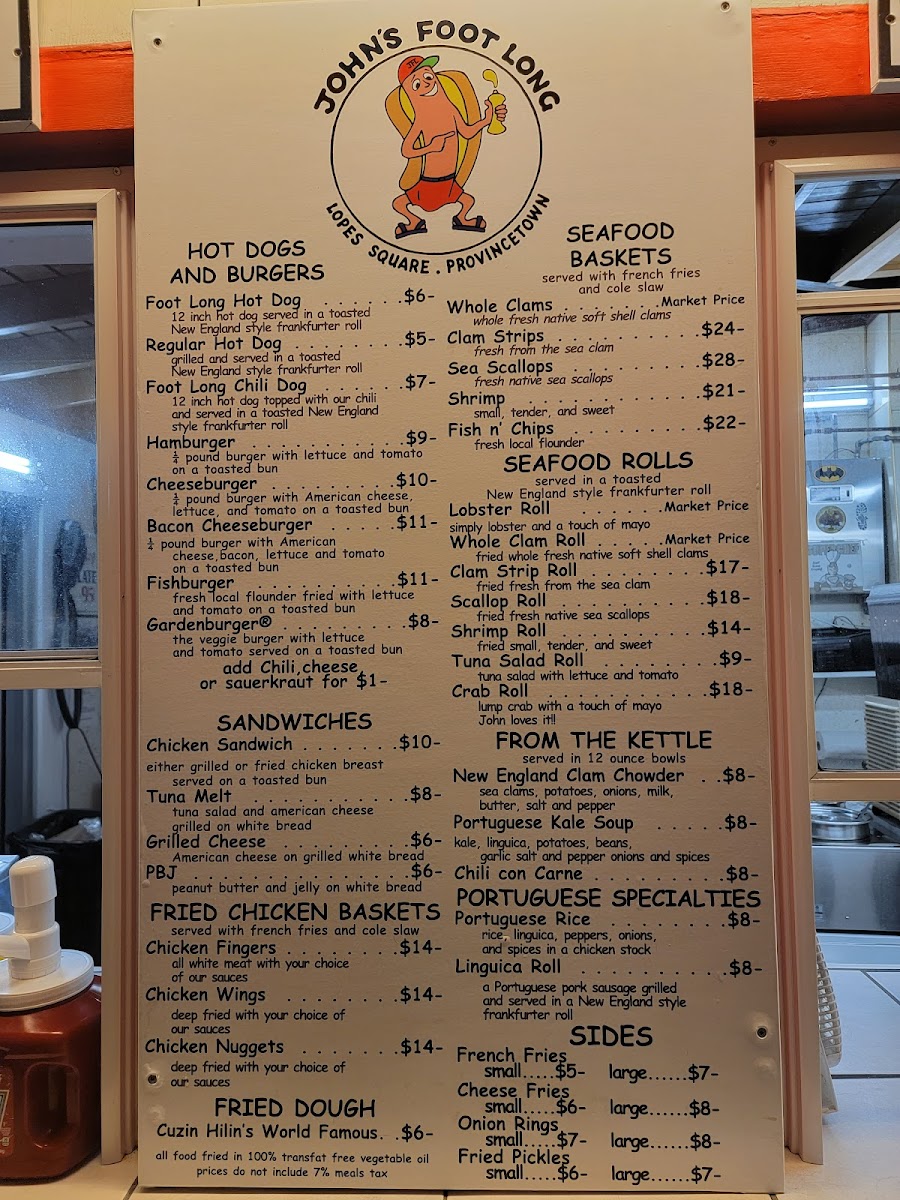 JOHN'S FOOT LONG
JFL
LOPES SQUARE . PROVINCETOWN
HOT DOGS
AND BURGERS
Foot Long Hot Dog . . . . . .$6-
12 inch hot dog served in a toasted
New England style frankfurter roll
Regular Hot Dog . . . . . . . .$5-
grilled and served in a toasted
New England style frankfurter roll
Foot Long Chili Dog . . . . . .$7-
12 inch hot dog topped with our chili
and served in a toasted New England
style frankfurter roll
Hamburger . . . . . . . . . . .$9-
¼ pound burger with lettuce and tomato
on a toasted bun
Cheeseburger . . . . . . . . .$10-
¼ pound burger with American cheese,
lettuce, and tomato on a toasted bun
Bacon Cheeseburger . . . . .$11-
¼ pound burger with American
cheese,bacon, lettuce and tomato
on a toasted bun
Fishburger . . . . . . . . . .$11-
fresh local flounder fried with lettuce
and tomato on a toasted bun
Gardenburger® . . . . . . . . .$8-
the veggie burger with lettuce
and tomato served on a toasted bun
add Chili,cheese,
or sauerkraut for $1-
SANDWICHES
Chicken Sandwich . . . . . . .$10-
either grilled or fried chicken breast
served on a toasted bun
Tuna Melt . . . . . . . . . . .$8-
tuna salad and american cheese
grilled on white bread
Grilled Cheese . . . . . . . . .$6-
American cheese on grilled white bread
PBJ . . . . . . . . . . . . . . .$6-
peanut butter and jelly on white bread
FRIED CHICKEN BASKETS
served with french fries and cole slaw
Chicken Fingers . . . . . . . .$14-
all white meat with your choice
of our sauces
Chicken Wings . . . . . . . .$14-
deep fried with your choice of
our sauces
Chicken Nuggets . . . . . . .$14-
deep fried with your choice of
our sauces
FRIED DOUGH
Cuzin Hilin's World Famous. .$6-
all food fried in 100% transfat free vegetable oil
prices do not include 7% meals tax
SEAFOOD
BASKETS
served with french fries
and cole slaw
Whole Clams . . . . . . .Market Price
whole fresh native soft shell clams
Clam Strips . . . . . . . . . . .$24-
fresh from the sea clam
Sea Scallops . . . . . . . . . .$28-
fresh native sea scallops
Shrimp . . . . . . . . . . . . .$21-
small, tender, and sweet
Fish n' Chips . . . . . . . . .$22-
fresh local flounder
SEAFOOD ROLLS
served in a toasted
New England style frankfurter roll
Lobster Roll . . . . . .Market Price
simply lobster and a touch of mayo
Whole Clam Roll . . . . . .Market Price
fried whole fresh native soft shell clams
Clam Strip Roll . . . . . . . .$17-
fried fresh from the sea clam
Scallop Roll . . . . . . . . . .$18-
fried fresh native sea scallops
Shrimp Roll . . . . . . . . . .$14-
fried small, tender, and sweet
Tuna Salad Roll . . . . . . . .$9-
tuna salad with lettuce and tomato
Crab Roll . . . . . . . . . . .$18-
lump crab with a touch of mayo
John loves it!!
FROM THE KETTLE
served in 12 ounce bowls
New England Clam Chowder . .$8-
sea clams, potatoes, onions, milk,
butter, salt and pepper
Portuguese Kale Soup . . . . . .$8-
kale, linguica, potatoes, beans,
garlic salt and pepper onions and spices
Chili con Carne . . . . . . . . .$8-
PORTUGUESE SPECIALTIES
Portuguese Rice . . . . . . . .$8-
rice, linguica, peppers, onions,
and spices in a chicken stock
Linguica Roll . . . . . . . . . .$8-
a Portuguese pork sausage grilled
and served in a New England style
frankfurter roll
SIDES
French Fries
small.....$5- large......$7-
Cheese Fries
small.....$6- large......$8-
Onion Rings
small.....$7- large......$8-
Fried Pickles
small.....$6- large......$7-